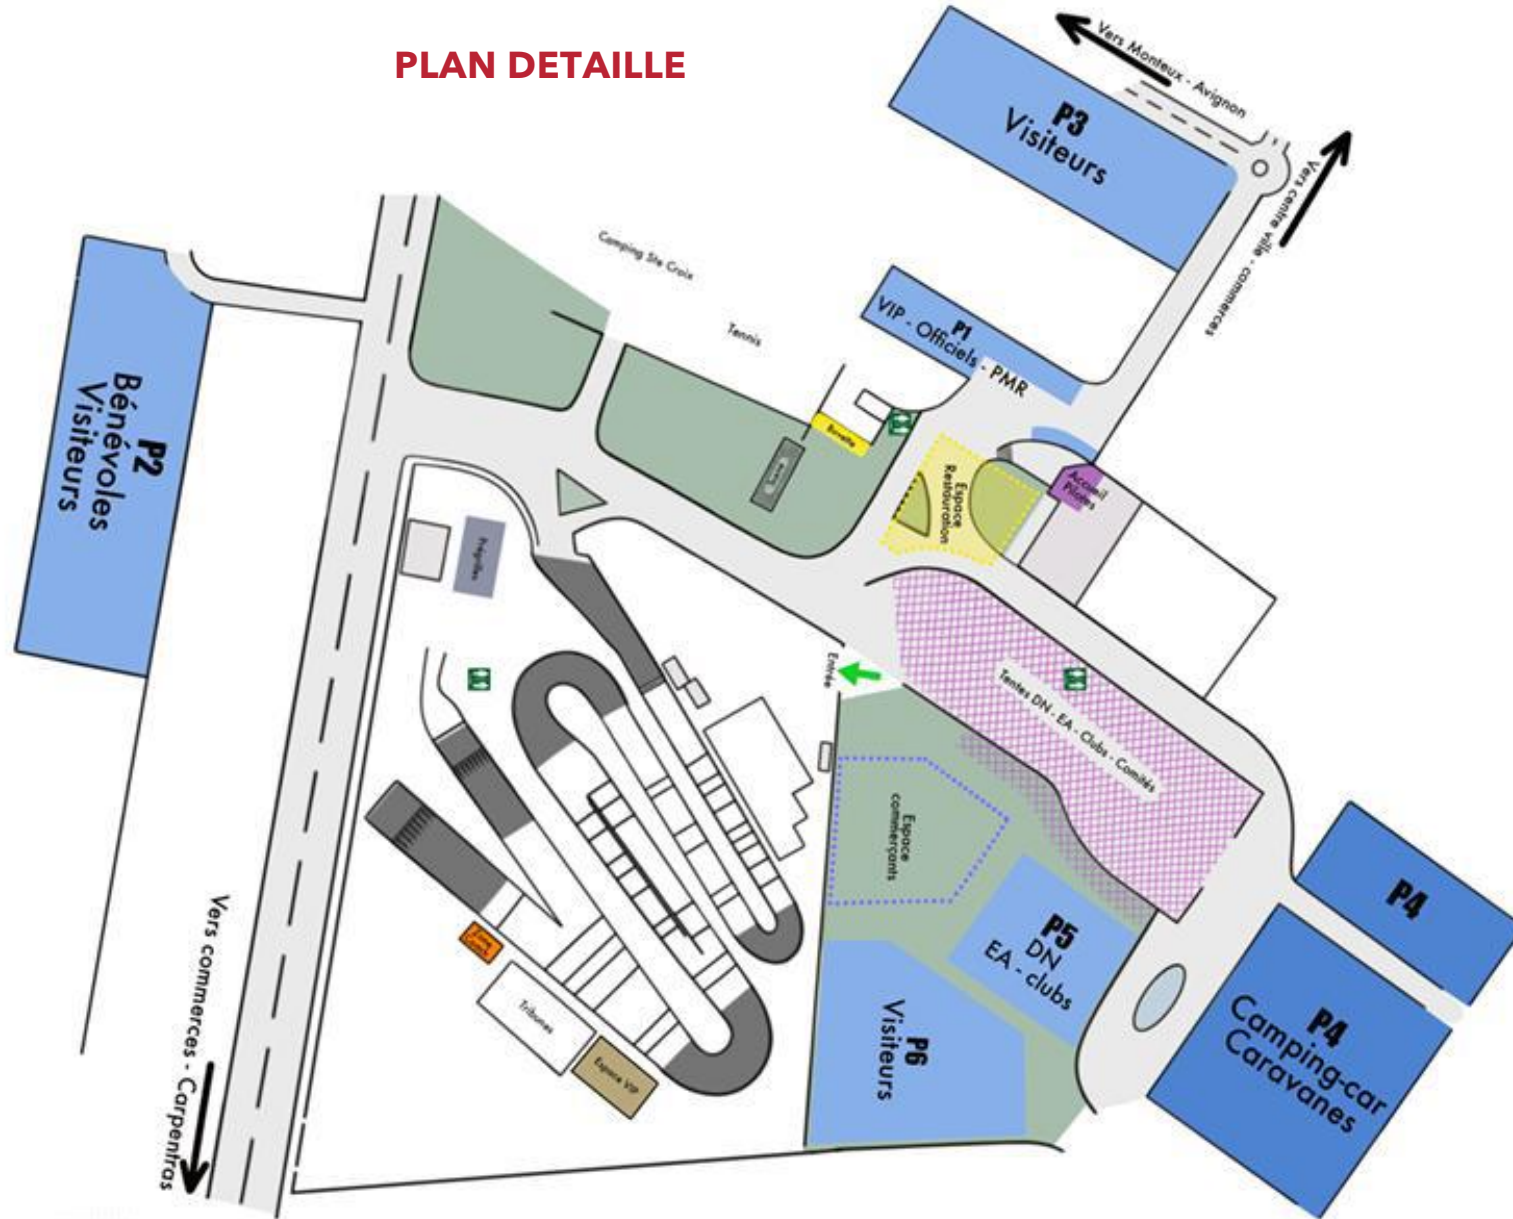 PLAN DETAILLE
Vers Monteux - Avignon
P3
Visiteurs
Vers centre ville - commerces
Camping Ste Croix
Tennis
P1
VIP - Officiels - PMR
P2
Bénévoles
Visiteurs
Buvette
Espace
Restauration
Accueil
Pilotes
Prégrilles
Entrée
Tentes DN - EA - Clubs - Comités
Espace
commerçants
P4
P5
DN
EA - clubs
P4
Camping-car
Caravanes
P6
Visiteurs
Tribunes
Espace VIP
Vers commerces - Carpentras